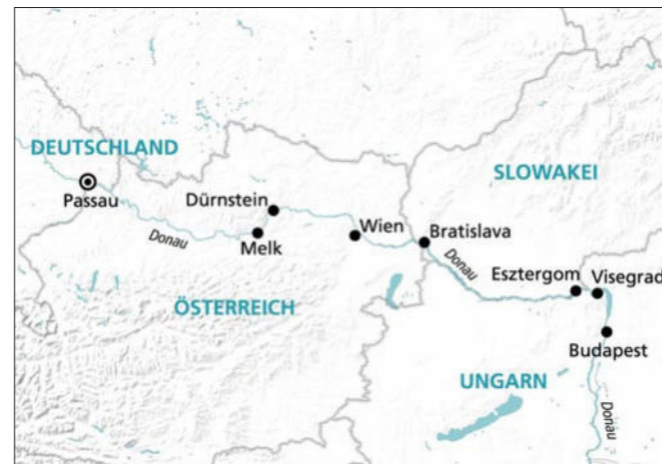 DEUTSCHLAND
Passau
Donau
Dürnstein
Melk
Wien
Bratislava
SLOWAKEI
ÖSTERREICH
Donau
Esztergom
Visegrad
Budapest
UNGARN
Donau